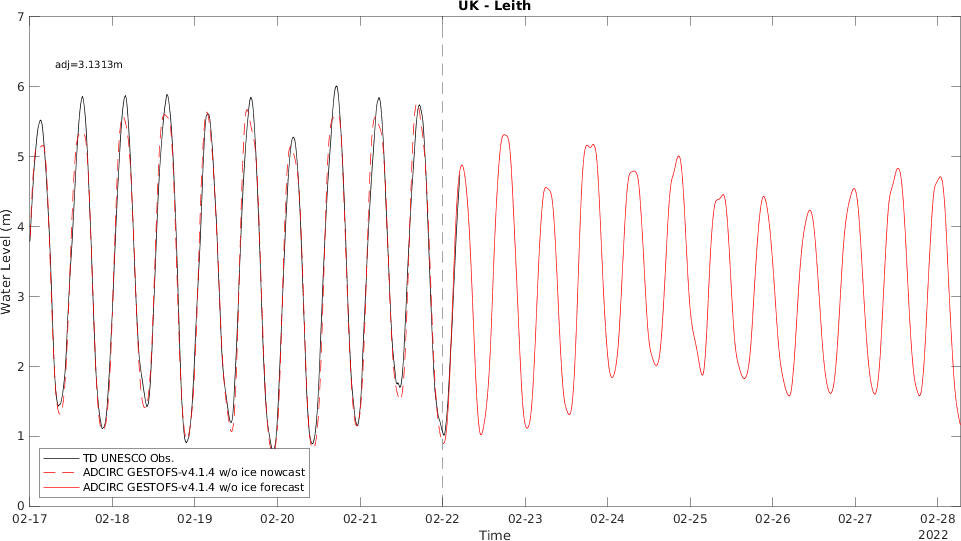 UK - Leith
7
adj=3.1313m
6
5
4
Water Level (m)
3
2
1
TD UNESCO Obs.
ADCIRC GESTOFS-v4.1.4 w/o ice nowcast
ADCIRC GESTOFS-v4.1.4 w/o ice forecast
0
02-17 02-18 02-19 02-20 02-21 02-22 02-23 02-24 02-25 02-26 02-27 02-28
Time 2022